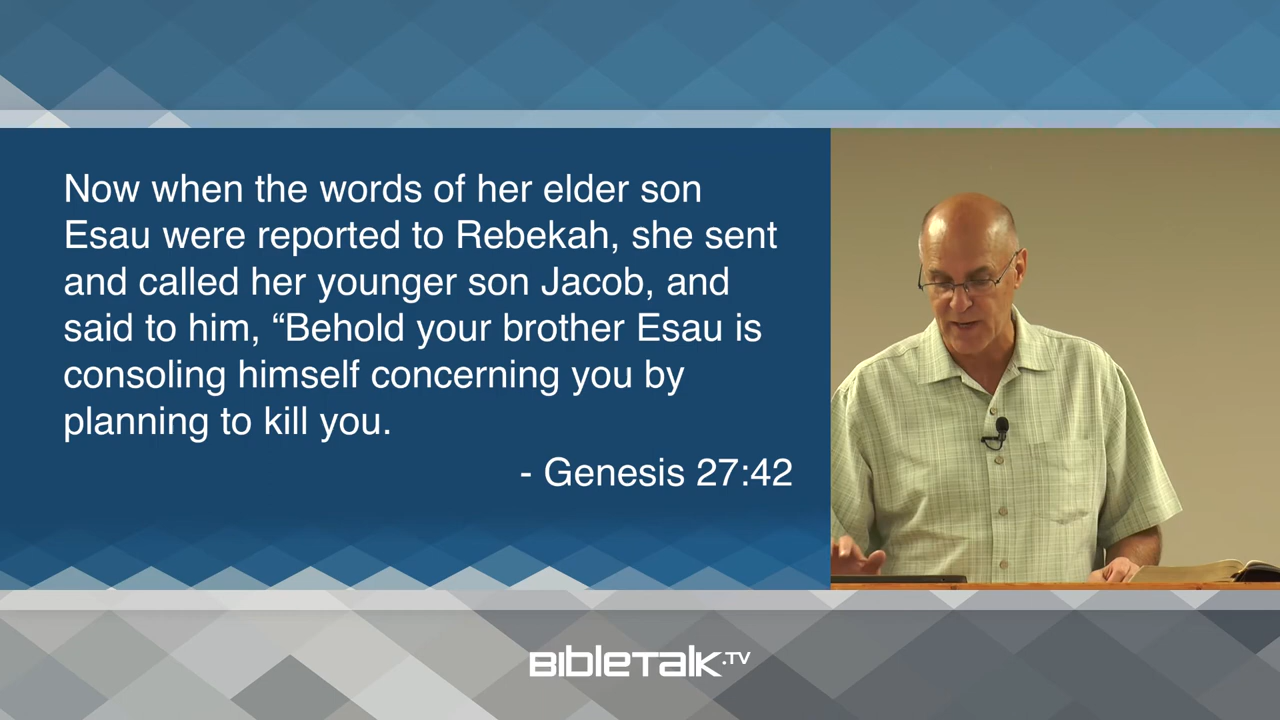 Now when the words of her elder son
Esau were reported to Rebekah, she sent
and called her younger son Jacob, and
said to him, “Behold your brother Esau is
consoling himself concerning you by
planning to kill you.
- Genesis 27:42
BIBLETALK.TV